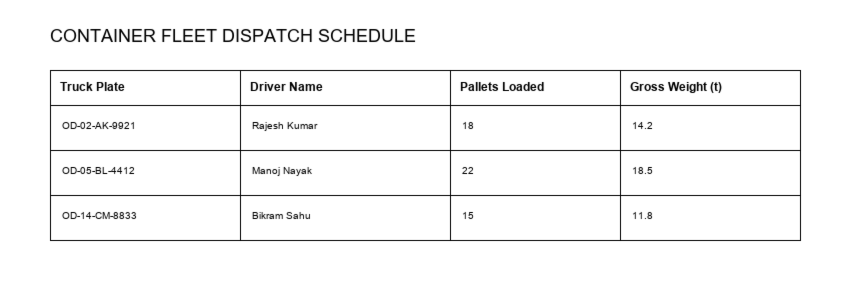 CONTAINER FLEET DISPATCH SCHEDULE
Truck Plate Driver Name Pallets Loaded Gross Weight (t)
OD-02-AK-9921 Rajesh Kumar 18 14.2
OD-05-BL-4412 Manoj Nayak 22 18.5
OD-14-CM-8833 Bikram Sahu 15 11.8